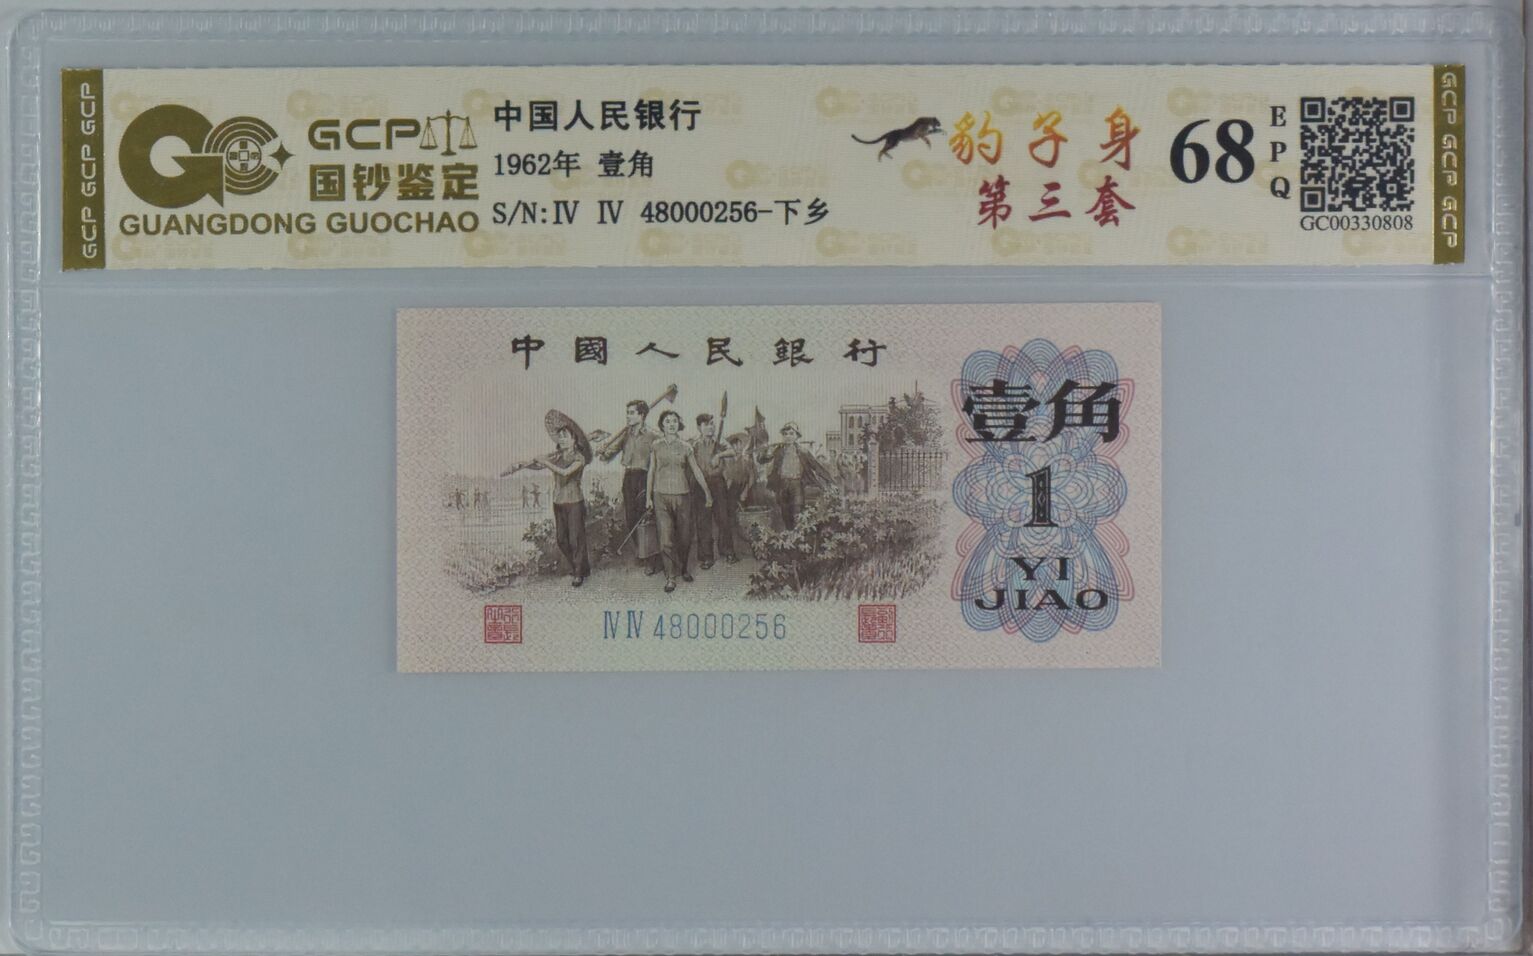 GCP GCP GCP
GCP
国钞鉴定
GUANGDONG GUOCHAO
中国人民银行
1962年 壹角
S/N:Ⅳ Ⅳ 48000256-下乡
豹子身
第三套
68
EPQ
GC00330808
GCP GCP GCP
中國人民銀行
壹角
1
YI
JIAO
ⅣⅣ 48000256